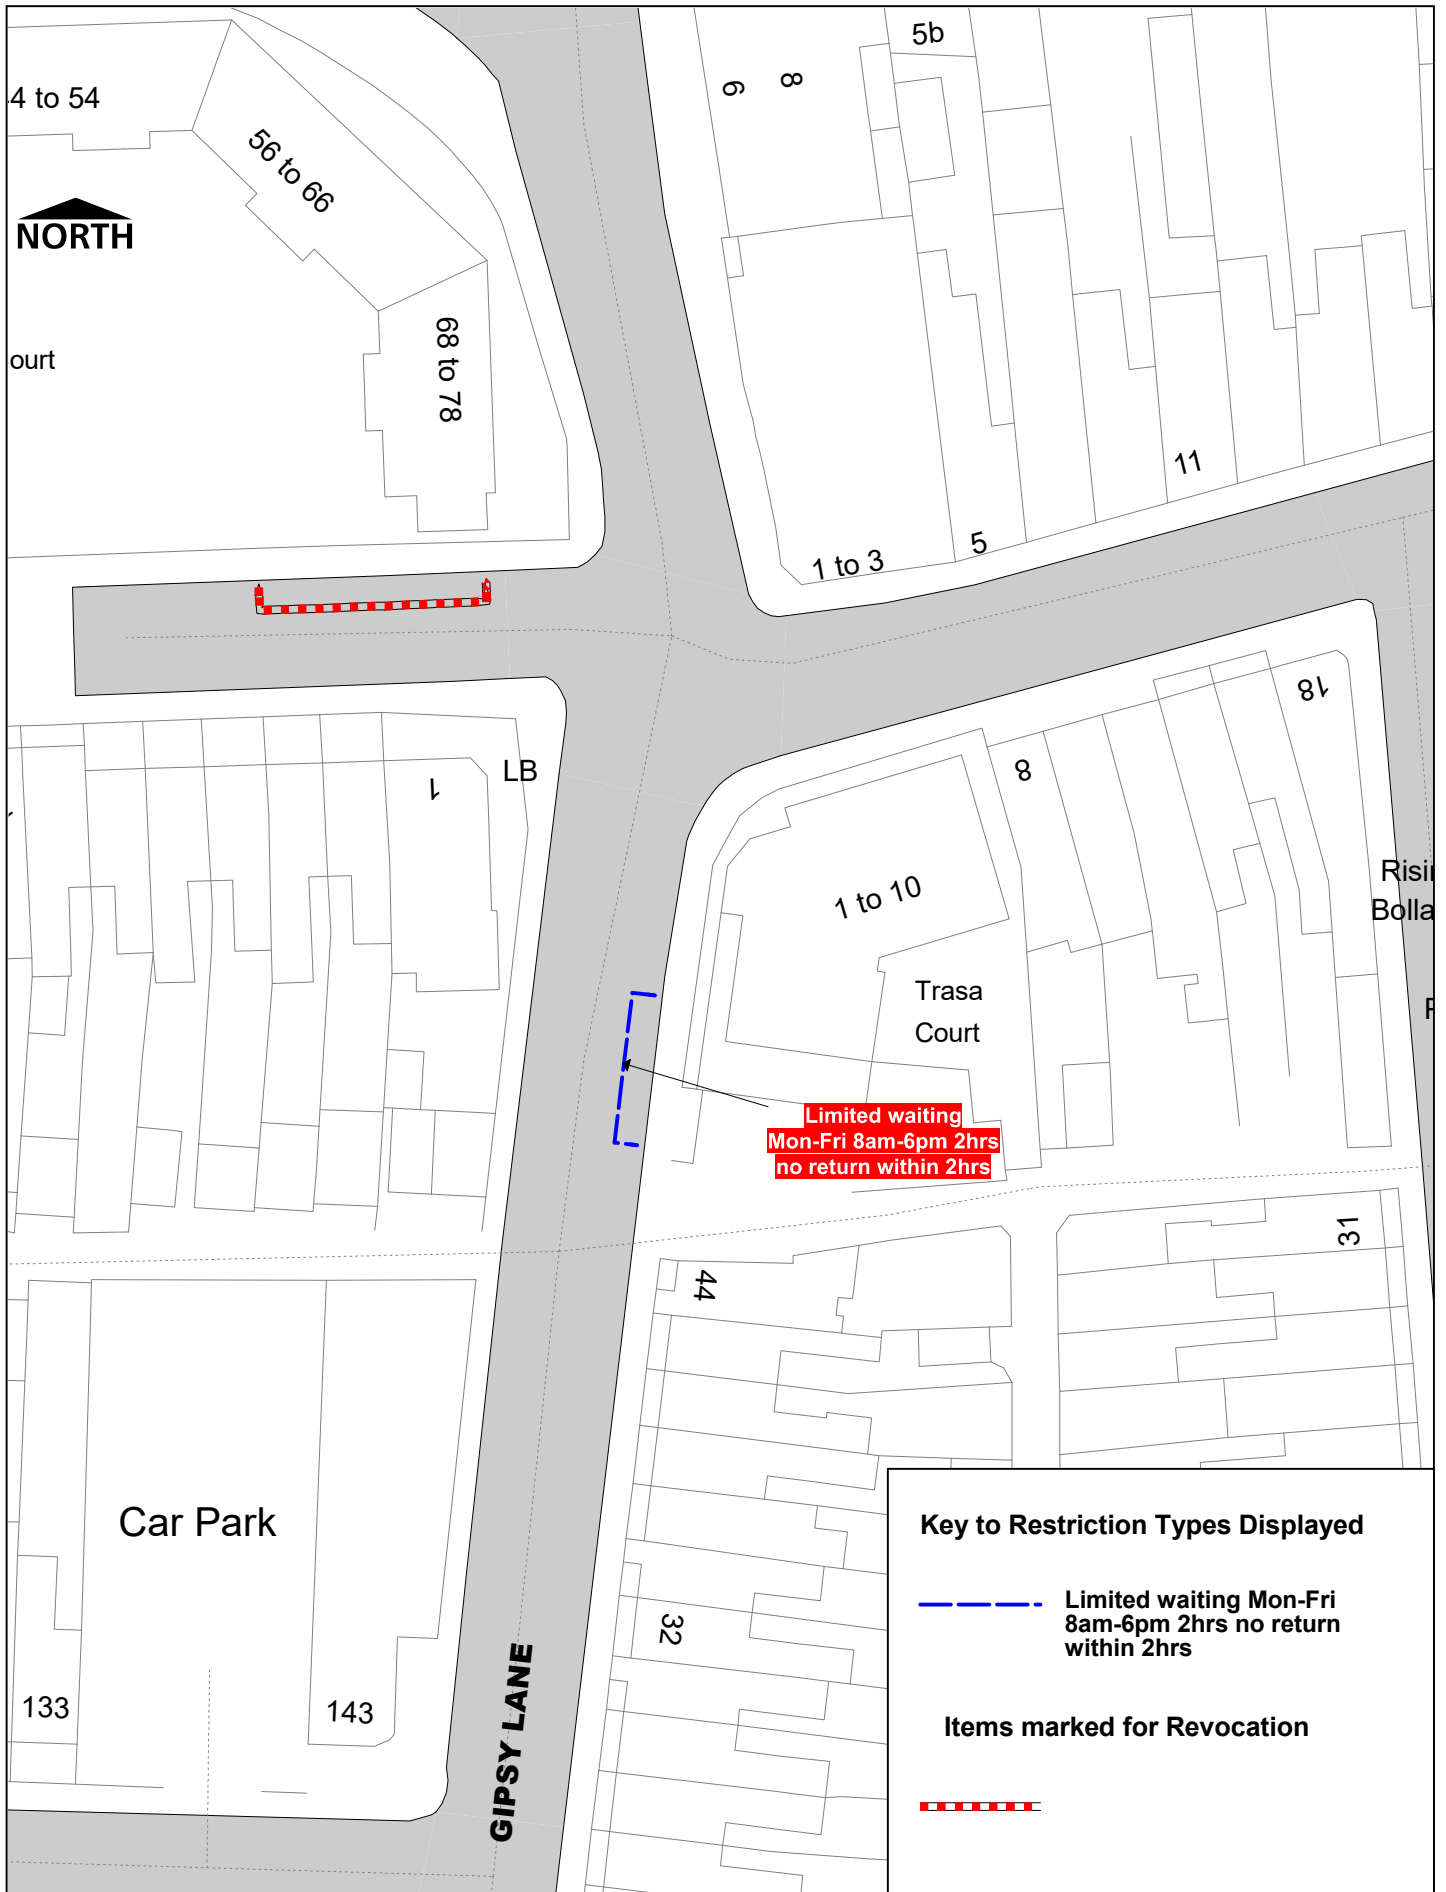 5b
6
8
4 to 54
56 to 66
NORTH
68 to 78
ourt
11
5
1 to 3
18
8
LB
1
1 to 10
Risi
Bolla
Trasa
Court
Limited waiting
Mon-Fri 8am-6pm 2hrs
no return within 2hrs
31
44
Car Park
32
133
143
GIPSY LANE
Key to Restriction Types Displayed
Limited waiting Mon-Fri
8am-6pm 2hrs no return
within 2hrs
Items marked for Revocation